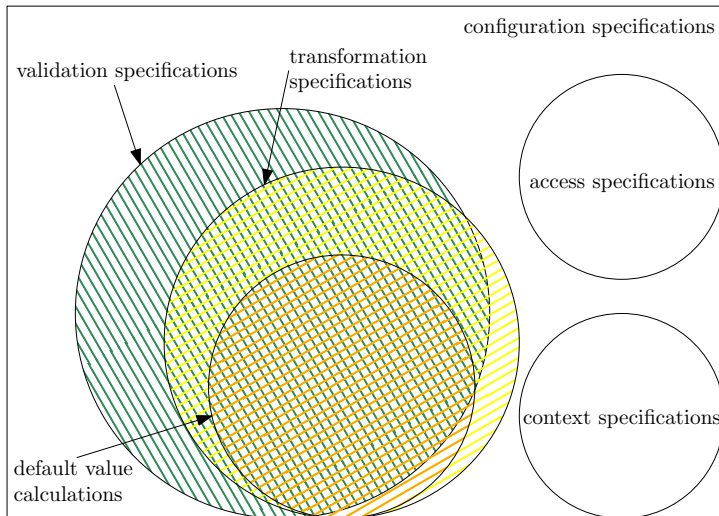 configuration specifications
transformation
specifications
validation specifications
access specifications
context specifications
default value
calculations